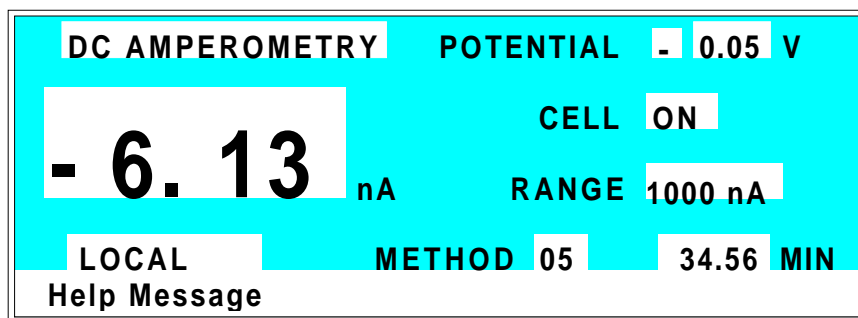 DC AMPEROMETRY POTENTIAL - 0.05 V
CELL ON
- 6. 13 nA RANGE 1000 nA
LOCAL METHOD 05 34.56 MIN
Help Message